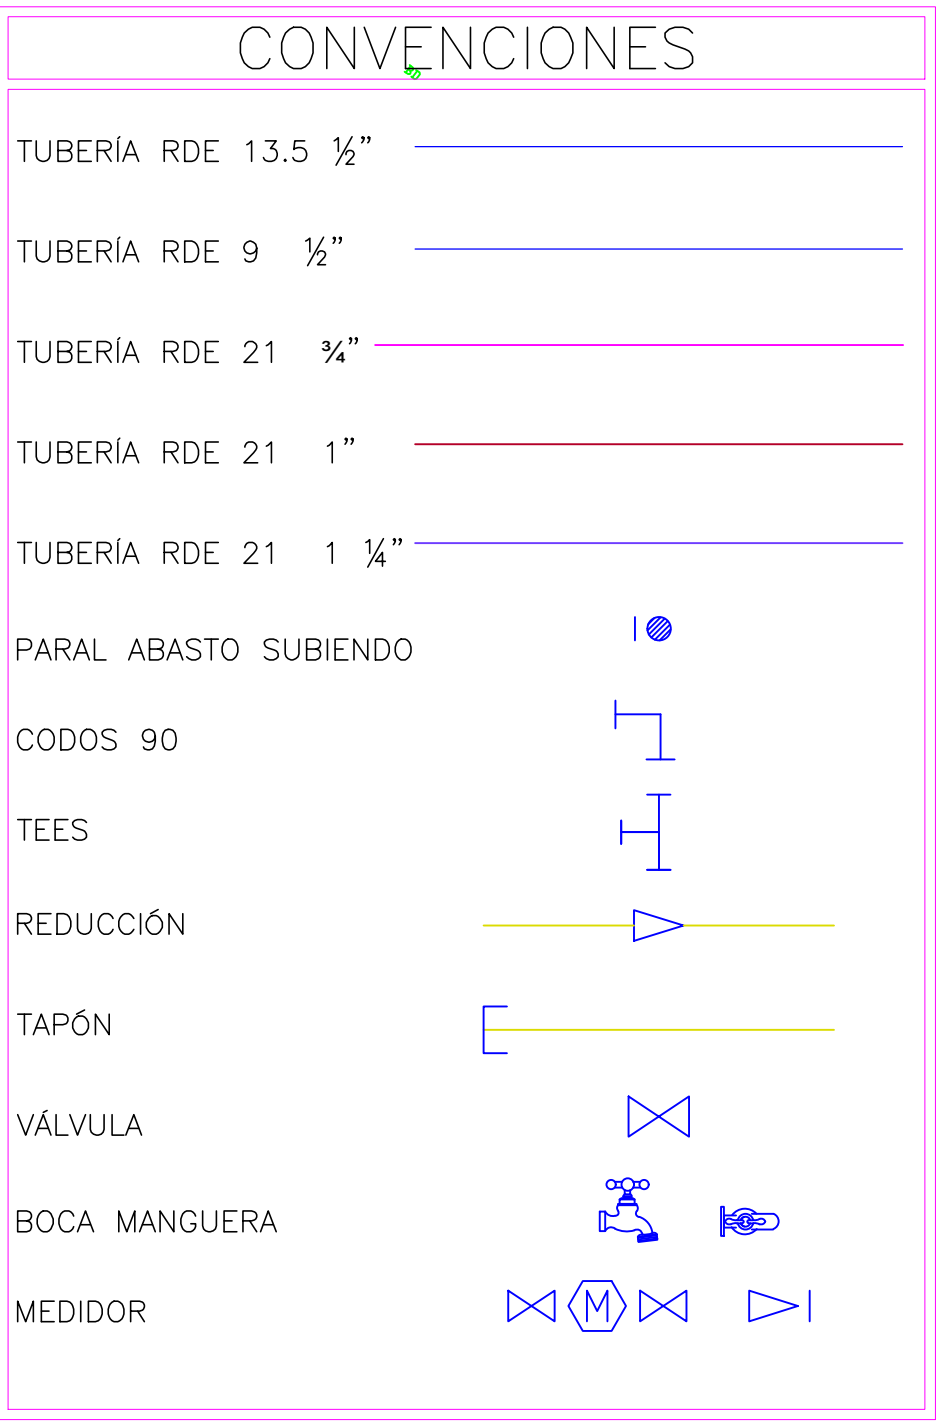 CONVENCIONES
TUBERÍA RDE 13.5 ½”
TUBERÍA RDE 9 ½”
TUBERÍA RDE 21 ¾”
TUBERÍA RDE 21 1”
TUBERÍA RDE 21 1 ¼”
PARAL ABASTO SUBIENDO
CODOS 90
TEES
REDUCCIÓN
TAPÓN
VÁLVULA
BOCA MANGUERA
MEDIDOR
M